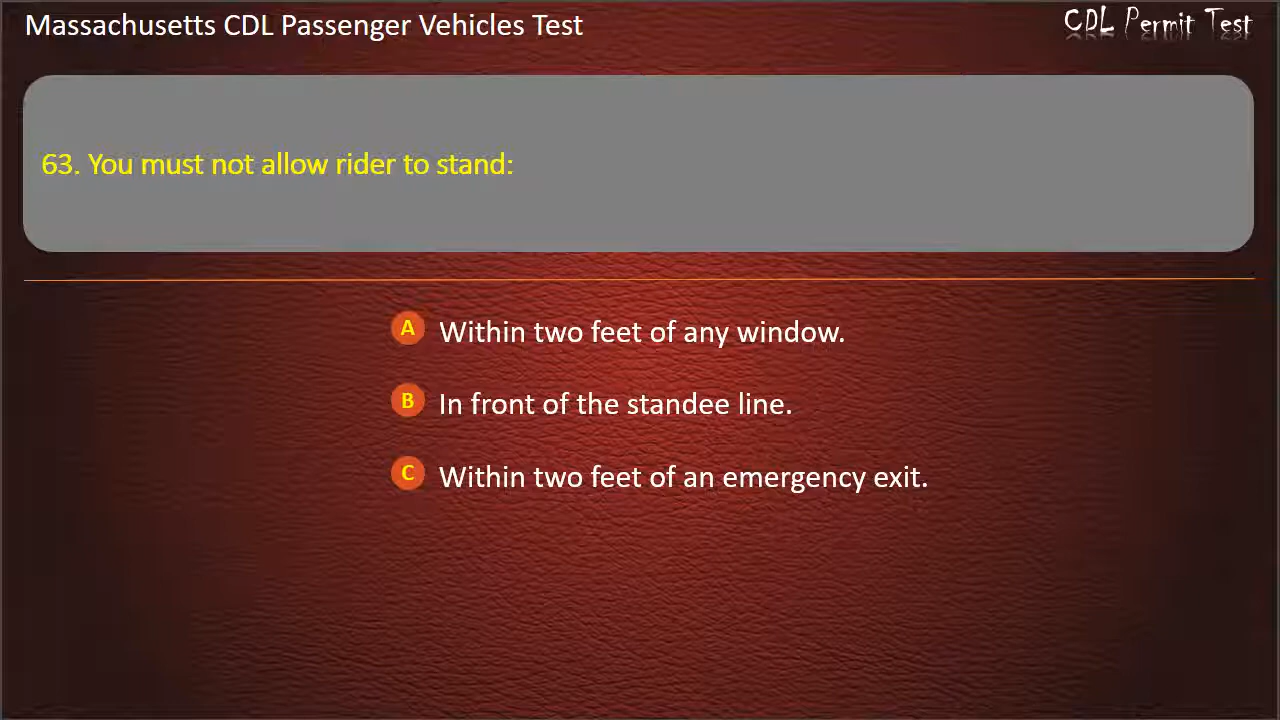 Massachusetts CDL Passenger Vehicles Test
CDL Permit Test
63. You must not allow rider to stand:
A Within two feet of any window.
B In front of the standee line.
C Within two feet of an emergency exit.